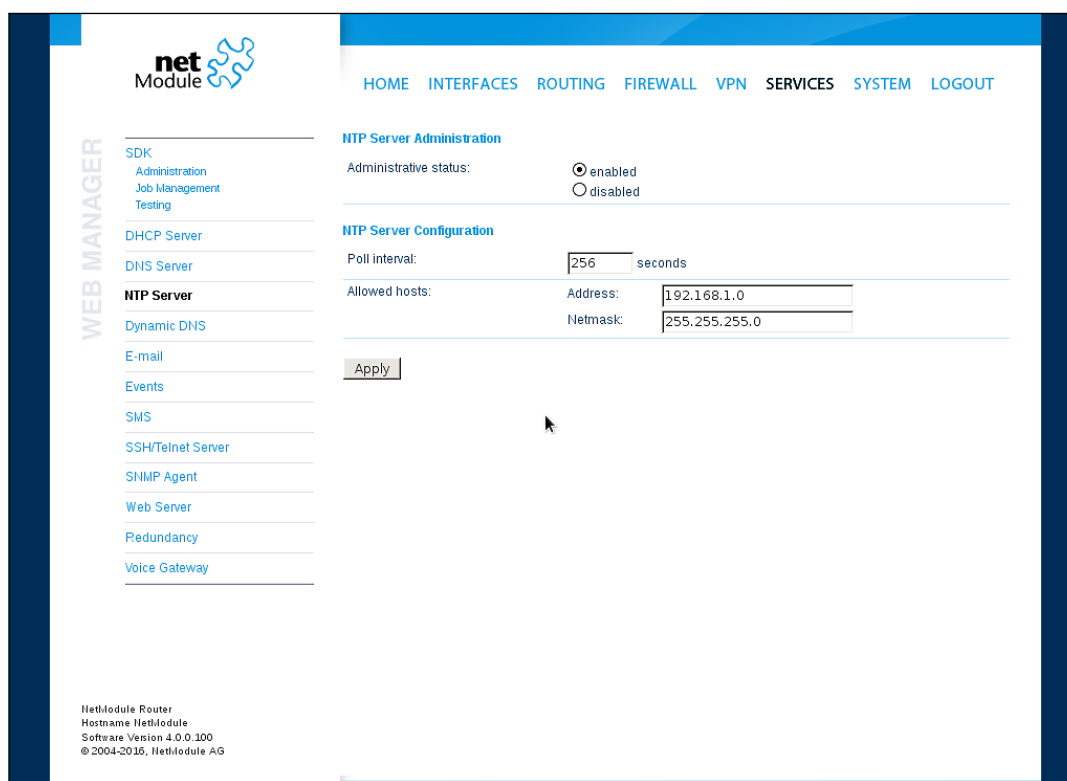 net
Module
HOME INTERFACES ROUTING FIREWALL VPN SERVICES SYSTEM LOGOUT
WEB MANAGER
SDK
Administration
Job Management
Testing
DHCP Server
DNS Server
NTP Server
Dynamic DNS
E-mail
Events
SMS
SSH/Telnet Server
SNMP Agent
Web Server
Redundancy
Voice Gateway
NTP Server Administration
Administrative status:
enabled
disabled
NTP Server Configuration
Poll interval: 256 seconds
Allowed hosts: Address: 192.168.1.0
Netmask: 255.255.255.0
Apply
NetModule Router
Hostname NetModule
Software Version 4.0.0.100
© 2004-2016, NetModule AG